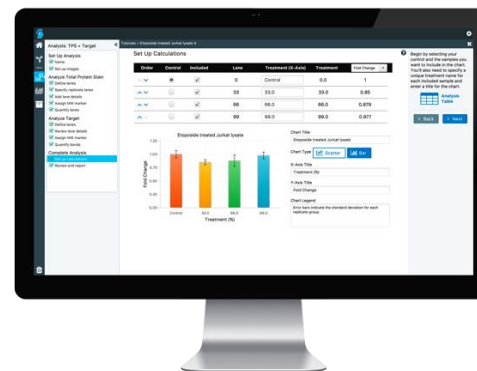 Analysis: TPS + Target
Tutorials > Etoposide treated Jurkat lysate 4
Set Up Analysis
Name
Set up images
Analyze Total Protein Stain
Define lanes
Specify replicate lanes
Add lane details
Assign MW marker
Quantify lanes
Analyze Target
Define lanes
Review lane details
Assign MW marker
Quantify bands
Complete Analysis
Set up calculations
Review and report
Set Up Calculations
Order Control Included Lane Treatment (X-Axis) Treatment Fold Change
0 Control 0.0 1
33 33.0 33.0 0.86
66 66.0 66.0 0.879
99 99.0 99.0 0.977
Etoposide treated Jurkat lysate
Fold Change
1.25
1.00
0.75
0.50
0.25
0.00
Control 33.0 66.0 99.0
Treatment (%)
Chart Title
Etoposide treated Jurkat lysate
Chart Type Scatter Bar
X-Axis Title
Treatment (%)
Y-Axis Title
Fold Change
Chart Legend
Error bars indicate the standard deviation for each
replicate group.
Begin by selecting your
control and the samples you
want to include in the chart.
You'll also need to specify a
unique treatment name for
each included sample and
enter a title for the chart.
Analysis
Table
< Back
> Next